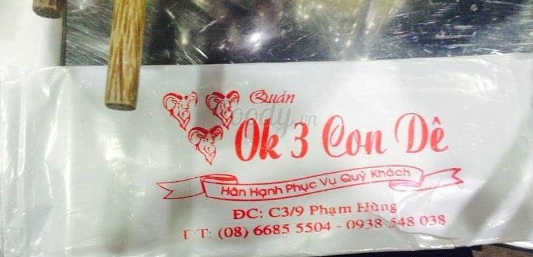 Quán
Ok 3 Con Dê
Hân Hạnh Phục Vụ Quý Khách
ĐC: C3/9 Phạm Hùng
ĐT: (08) 6685 5504 - 0938 548 038